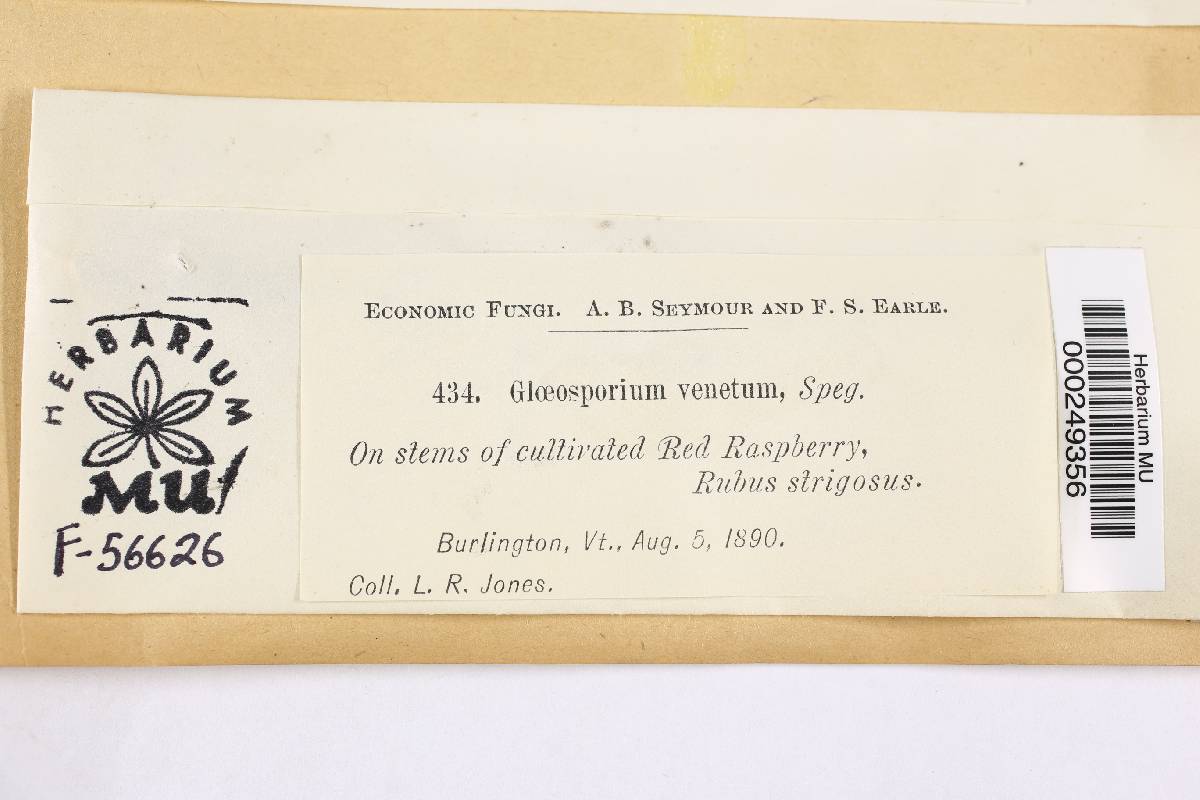 HERBARIUM
MU
F-56626
ECONOMIC FUNGI. A. B. SEYMOUR AND F. S. EARLE.
434. Glœosporium venetum, Speg.
On stems of cultivated Red Raspberry,
Rubus strigosus.
Burlington, Vt., Aug. 5, 1890.
Coll. L. R. Jones.
Herbarium MU
000249356